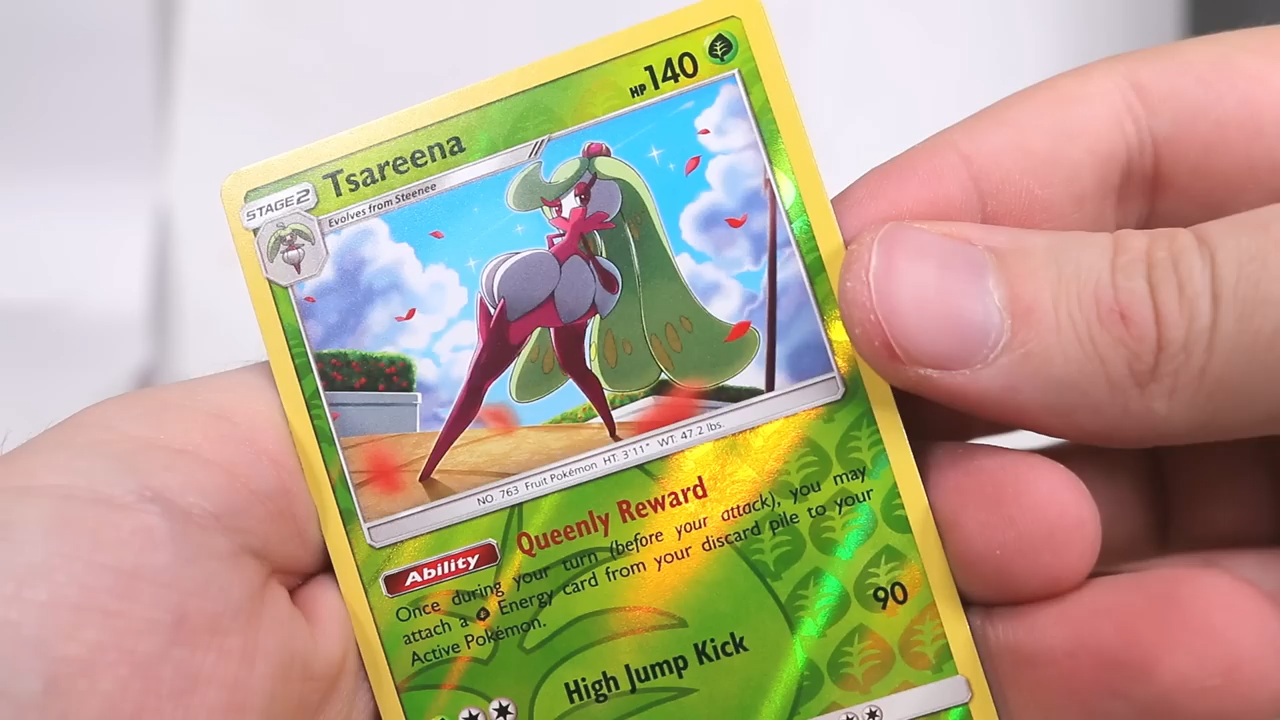 HP 140
STAGE 2 Tsareena
Evolves from Steenee
NO. 763 Fruit Pokémon HT: 3'11" WT: 47.2 lbs.
Ability Queenly Reward
Once during your turn (before your attack), you may
attach a Energy card from your discard pile to your
Active Pokémon.
High Jump Kick 90